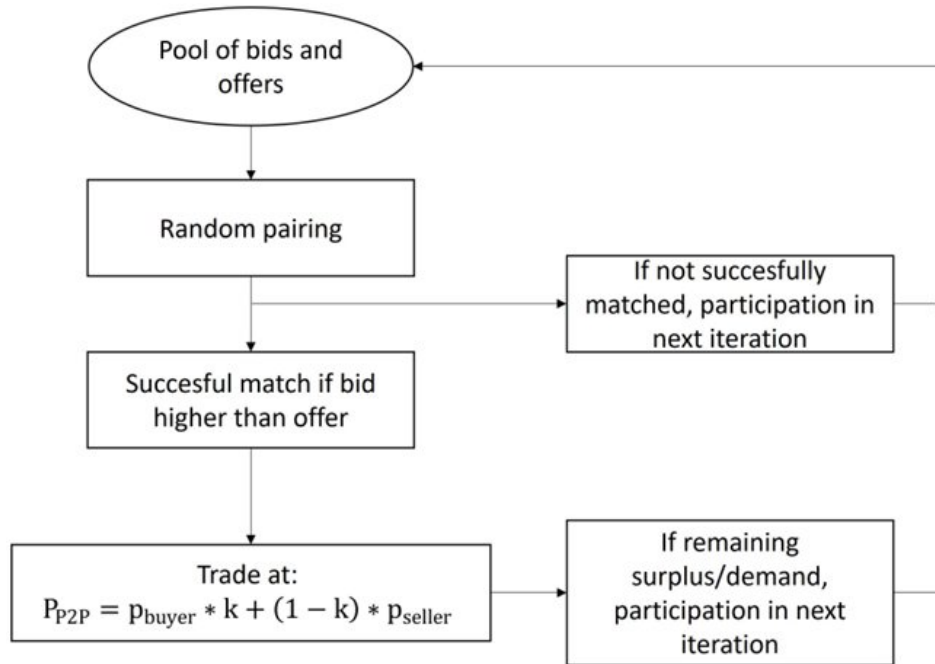 Pool of bids and
offers
Random pairing
If not succesfully
matched, participation in
next iteration
Succesful match if bid
higher than offer
Trade at:
P_P2P = p_buyer * k + (1 − k) * p_seller
If remaining
surplus/demand,
participation in next
iteration